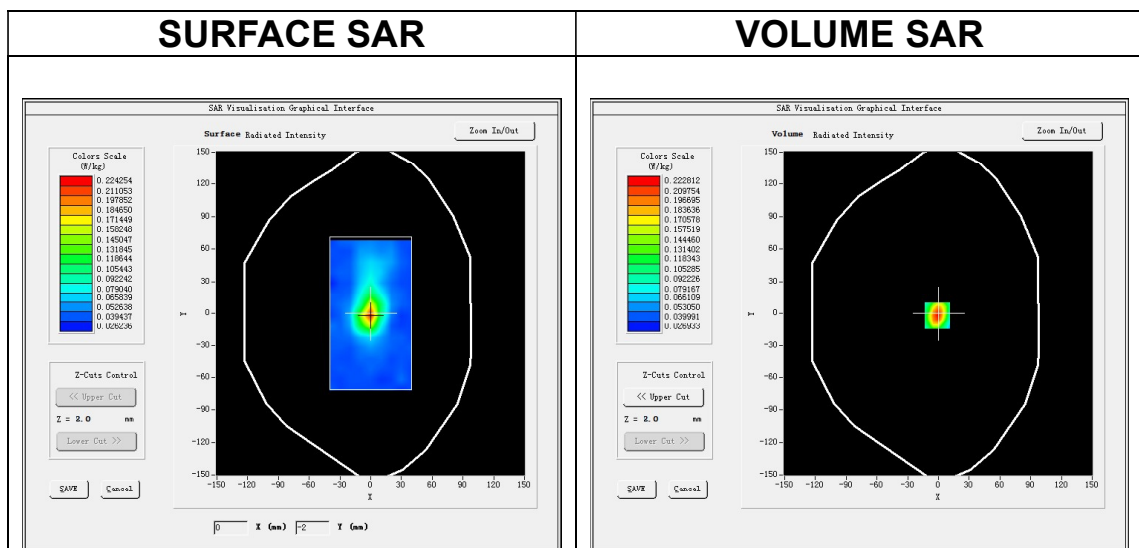 SURFACE SAR
VOLUME SAR
SAR Visualisation Graphical Interface
Surface Radiated Intensity
Zoom In/Out
Colors Scale
(W/kg)
0.224254
0.211053
0.197852
0.184650
0.171449
0.158248
0.145047
0.131845
0.118644
0.105443
0.092242
0.079040
0.065839
0.052638
0.039437
0.026236
150
120
90
60
30
0
-30
-60
-90
-120
-150
Y
-150 -120 -90 -60 -30 0 30 60 90 120 150
X
Z-Cuts Control
<< Upper Cut
Z = 2.0 mm
Lower Cut >>
SAVE
Cancel
0 X (mm) -2 Y (mm)
SAR Visualisation Graphical Interface
Volume Radiated Intensity
Zoom In/Out
Colors Scale
(W/kg)
0.222812
0.209754
0.196695
0.183636
0.170578
0.157519
0.144460
0.131402
0.118343
0.105285
0.092226
0.079167
0.066109
0.053050
0.039991
0.026933
150
120
90
60
30
0
-30
-60
-90
-120
-150
Y
-150 -120 -90 -60 -30 0 30 60 90 120 150
X
Z-Cuts Control
<< Upper Cut
Z = 2.0 mm
Lower Cut >>
SAVE
Cancel